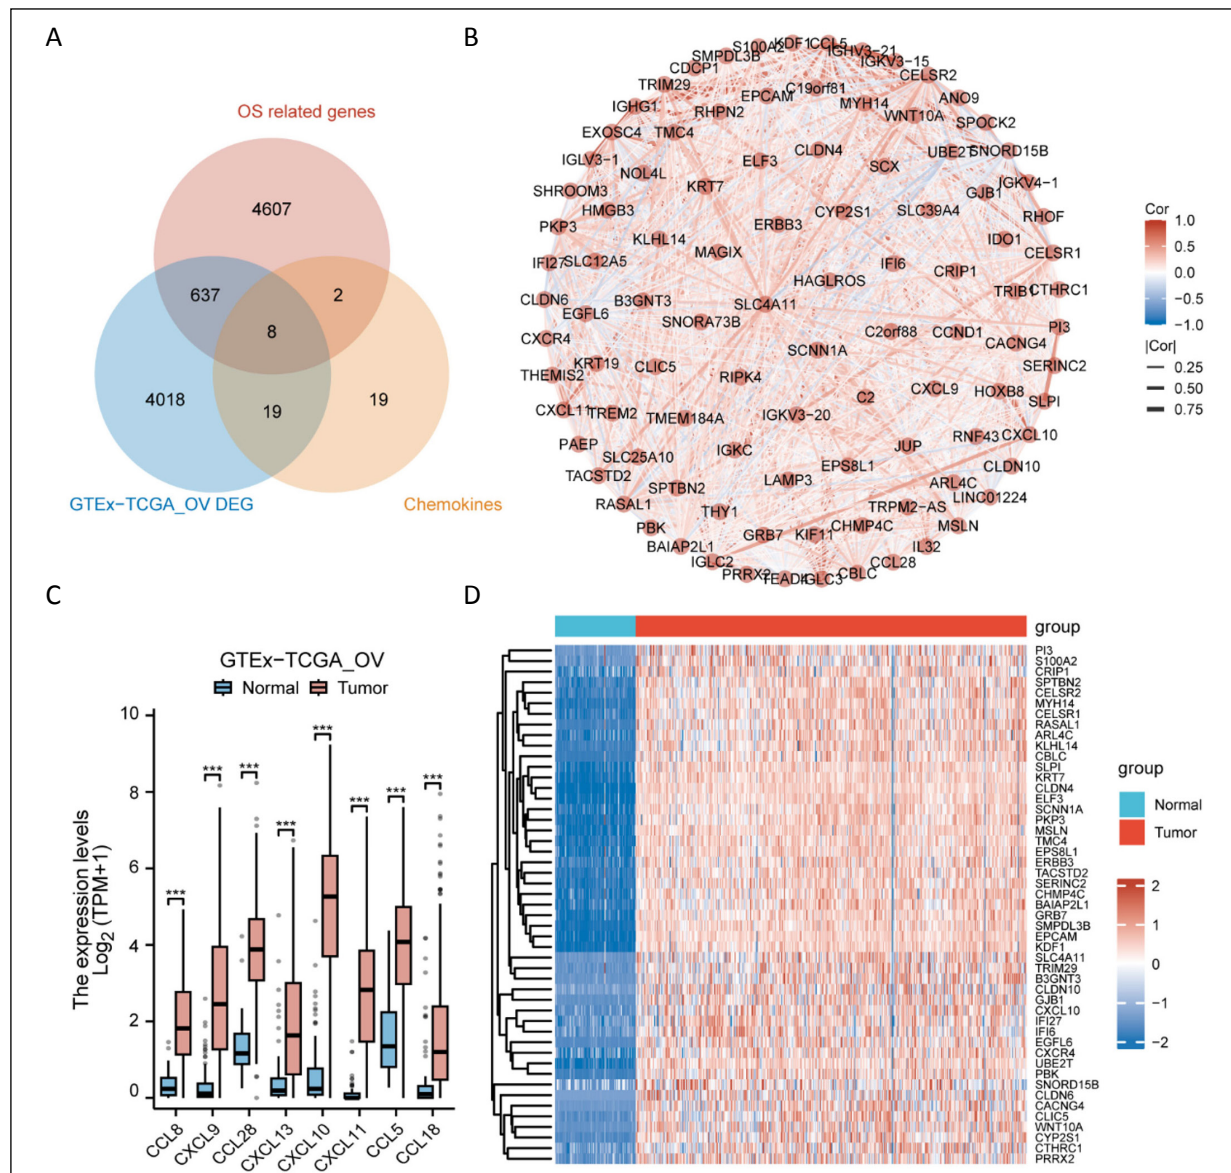 A
OS related genes
4607
637
2
8
4018
19
19
GTEx−TCGA_OV DEG
Chemokines
B
S100A2 KDF1 CCL5
SMPDL3B IGHV3−21
CDCP1 IGKV3−15
TRIM29 C19orf81 CELSR2
EPCAM ANO9
IGHG1 RHPN2 MYH14
WNT10A SPOCK2
EXOSC4 TMC4
CLDN4 UBE2T SNORD15B
IGLV3−1 ELF3 SCX
NOL4L
SHROOM3 KRT7 GJB1 IGKV4−1
HMGB3 CYP2S1 SLC39A4
PKP3 ERBB3 RHOF
KLHL14 IDO1
MAGIX CELSR1
IFI27 SLC12A5 IFI6 CRIP1
HAGLROS
CLDN6 B3GNT3 SLC4A11 TRIB1 CTHRC1
EGFL6 SNORA73B
CXCR4 C2orf88 CCND1 PI3
CACNG4
SCNN1A
THEMIS2 KRT19 CLIC5 SERINC2
RIPK4
CXCL9 HOXB8
CXCL11 TREM2 C2 SLPI
TMEM184A IGKV3−20
PAEP RNF43 CXCL10
SLC25A10 IGKC JUP
TACSTD2 EPS8L1 CLDN10
SPTBN2 LAMP3 ARL4C
RASAL1 LINC01224
THY1 TRPM2−AS
PBK CHMP4C MSLN
BAIAP2L1 GRB7 KIF11 IL32
IGLC2 CCL28
PRRX2 TEAD4 IGLC3 CBLC
Cor
1.0
0.5
0.0
−0.5
−1.0
|Cor|
0.25
0.50
0.75
C
GTEx−TCGA_OV
Normal Tumor
The expression levels
Log2 (TPM+1)
10
8
6
4
2
0
*** *** *** *** *** *** *** ***
CCL8 CXCL9 CCL28 CXCL13 CXCL10 CXCL11 CCL5 CCL18
D
group
PI3
S100A2
CRIP1
SPTBN2
CELSR2
MYH14
CELSR1
RASAL1
ARL4C
KLHL14
CBLC
SLPI
KRT7
CLDN4
ELF3
SCNN1A
PKP3
MSLN
TMC4
EPS8L1
ERBB3
TACSTD2
SERINC2
CHMP4C
BAIAP2L1
GRB7
SMPDL3B
EPCAM
KDF1
SLC4A11
TRIM29
B3GNT3
CLDN10
GJB1
CXCL10
IFI27
IFI6
EGFL6
CXCR4
UBE2T
PBK
SNORD15B
CLDN6
CACNG4
CLIC5
WNT10A
CYP2S1
CTHRC1
PRRX2
group
Normal
Tumor
2
1
0
−1
−2